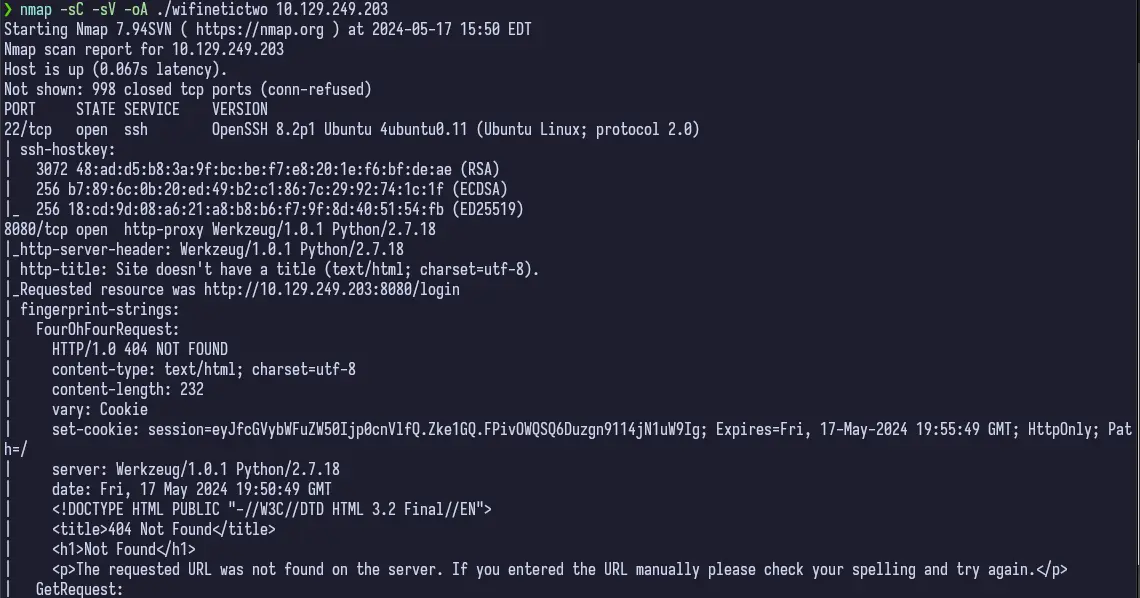 ❯ nmap -sC -sV -oA ./wifinetictwo 10.129.249.203
Starting Nmap 7.94SVN ( https://nmap.org ) at 2024-05-17 15:50 EDT
Nmap scan report for 10.129.249.203
Host is up (0.067s latency).
Not shown: 998 closed tcp ports (conn-refused)
PORT     STATE SERVICE    VERSION
22/tcp   open  ssh        OpenSSH 8.2p1 Ubuntu 4ubuntu0.11 (Ubuntu Linux; protocol 2.0)
| ssh-hostkey:
|   3072 48:ad:d5:b8:3a:9f:bc:be:f7:e8:20:1e:f6:bf:de:ae (RSA)
|   256 b7:89:6c:0b:20:ed:49:b2:c1:86:7c:29:92:74:1c:1f (ECDSA)
|_  256 18:cd:9d:08:a6:21:a8:b8:b6:f7:9f:8d:40:51:54:fb (ED25519)
8080/tcp open  http-proxy Werkzeug/1.0.1 Python/2.7.18
|_http-server-header: Werkzeug/1.0.1 Python/2.7.18
| http-title: Site doesn't have a title (text/html; charset=utf-8).
|_Requested resource was http://10.129.249.203:8080/login
| fingerprint-strings:
|   FourOhFourRequest:
|     HTTP/1.0 404 NOT FOUND
|     content-type: text/html; charset=utf-8
|     content-length: 232
|     vary: Cookie
|     set-cookie: session=eyJfcGVybWFuZW50Ijp0cnVlfQ.Zke1GQ.FPivOWQSQ6Duzgn9114jN1uW9Ig; Expires=Fri, 17-May-2024 19:55:49 GMT; HttpOnly; Pat
h=/
|     server: Werkzeug/1.0.1 Python/2.7.18
|     date: Fri, 17 May 2024 19:50:49 GMT
|     <!DOCTYPE HTML PUBLIC "-//W3C//DTD HTML 3.2 Final//EN">
|     <title>404 Not Found</title>
|     <h1>Not Found</h1>
|     <p>The requested URL was not found on the server. If you entered the URL manually please check your spelling and try again.</p>
|   GetRequest: